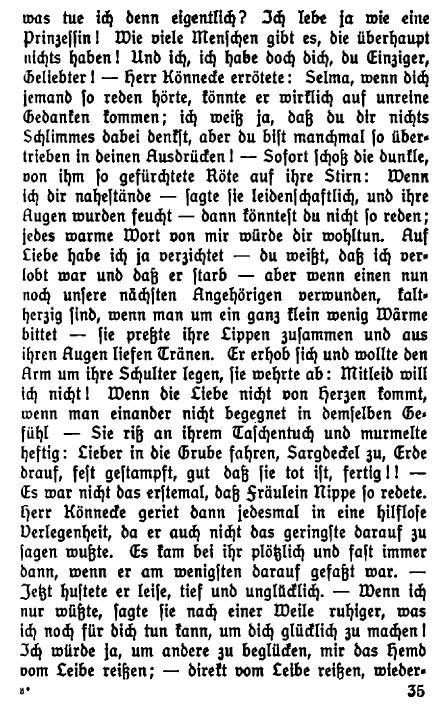 was tue ich denn eigentlich? Ich lebe ja wie eine
Prinzessin! Wie viele Menschen gibt es, die überhaupt
nichts haben! Und ich, ich habe doch dich, du Einziger,
Geliebter! — Herr Könnecke errötete: Selma, wenn dich
jemand so reden hörte, könnte er wirklich auf unreine
Gedanken kommen; ich weiß ja, daß du dir nichts
Schlimmes dabei denkst, aber du bist manchmal so über-
trieben in deinen Ausdrücken! — Sofort schoß die dunkle,
von ihm so gefürchtete Röte auf ihre Stirn: Wenn
ich dir nahestände — sagte sie leidenschaftlich, und ihre
Augen wurden feucht — dann könntest du nicht so reden;
jedes warme Wort von mir würde dir wohltun. Auf
Liebe habe ich ja verzichtet — du weißt, daß ich ver-
lobt war und daß er starb — aber wenn einen nun
noch unsere nächsten Angehörigen verwunden, kalt-
herzig sind, wenn man um ein ganz klein wenig Wärme
bittet — sie preßte ihre Lippen zusammen und aus
ihren Augen liefen Tränen. Er erhob sich und wollte den
Arm um ihre Schulter legen, sie wehrte ab: Mitleid will
ich nicht! Wenn die Liebe nicht von Herzen kommt,
wenn man einander nicht begegnet in demselben Ge-
fühl — Sie riß an ihrem Taschentuch und murmelte
heftig: Lieber in die Grube fahren, Sargdeckel zu, Erde
drauf, fest gestampft, gut daß sie tot ist, fertig!! —
Es war nicht das erstemal, daß Fräulein Nippe so redete.
Herr Könnecke geriet dann jedesmal in eine hilflose
Verlegenheit, da er auch nicht das geringste darauf zu
sagen wußte. Es kam bei ihr plötzlich und fast immer
dann, wenn er am wenigsten darauf gefaßt war. —
Jetzt hustete er leise, tief und unglücklich. — Wenn ich
nur wüßte, sagte sie nach einer Weile ruhiger, was
ich noch für dich tun kann, um dich glücklich zu machen!
Ich würde ja, um andere zu beglücken, mir das Hemd
vom Leibe reißen; — direkt vom Leibe reißen, wieder-
35